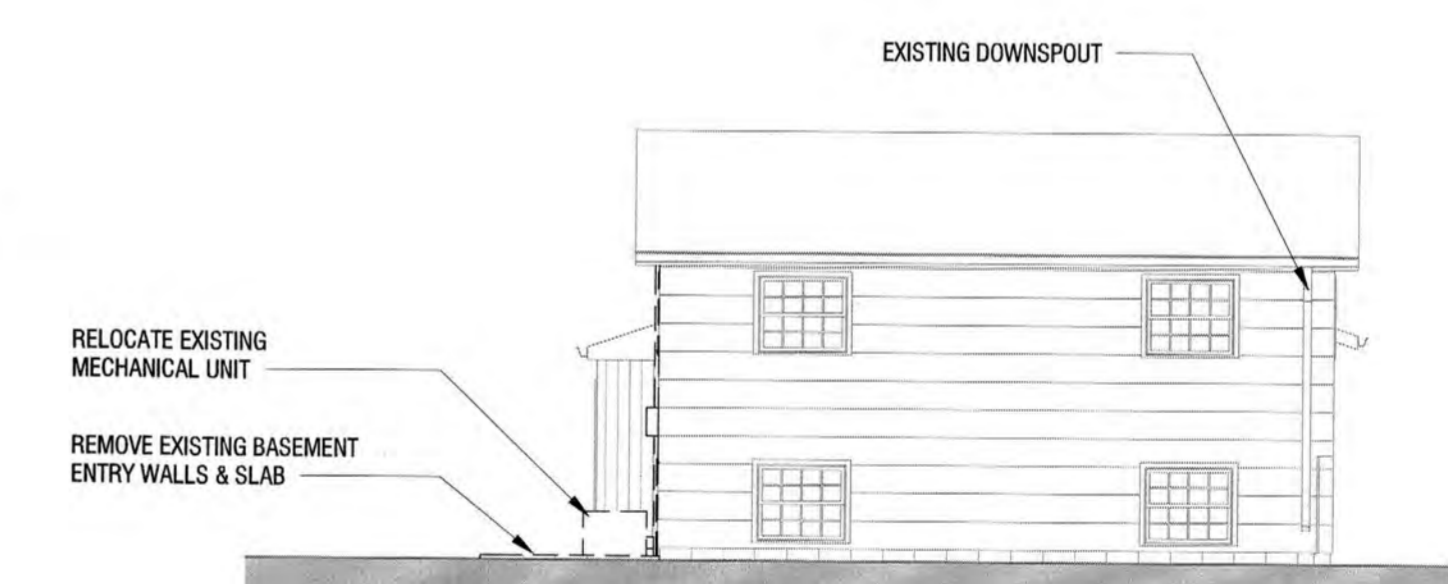 EXISTING DOWNSPOUT
RELOCATE EXISTING
MECHANICAL UNIT
REMOVE EXISTING BASEMENT
ENTRY WALLS & SLAB